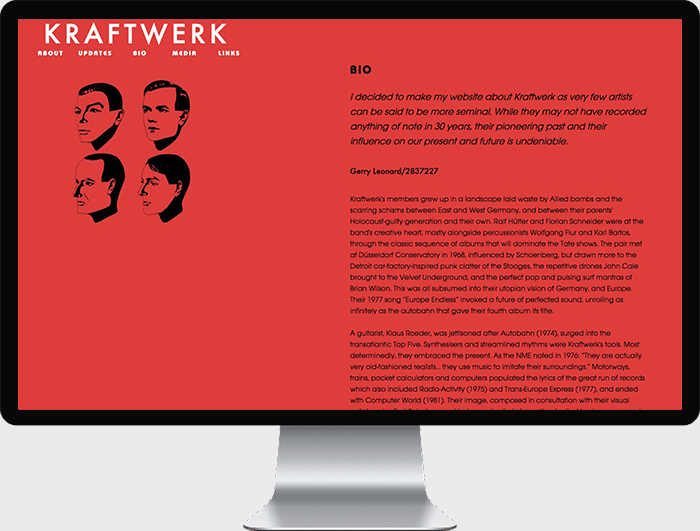 KRAFTWERK
ABOUT UPDATES BIO MEDIA LINKS
BIO
I decided to make my website about Kraftwerk as very few artists
can be said to be more seminal. While they may not have recorded
anything of note in 30 years, their pioneering past and their
influence on our present and future is undeniable.
Gerry Leonard/2837227
Kraftwerk's members grew up in a landscape laid waste by Allied bombs and the
scarring schisms between East and West Germany, and between their parents'
Holocaust-guilty generation and their own. Ralf Hütter and Florian Schneider were at the
band's creative heart, mostly alongside percussionists Wolfgang Flur and Karl Bartos,
through the classic sequence of albums that will dominate the Tate shows. The pair met
at Düsseldorf Conservatory in 1968, influenced by Schoenberg, but drawn more to the
Detroit car-factory-inspired punk clatter of the Stooges, the repetitive drones John Cale
brought to the Velvet Underground, and the perfect pop and pulsing surf mantras of
Brian Wilson. This was all subsumed into their utopian vision of Germany, and Europe.
Their 1977 song "Europe Endless" invoked a future of perfected sound, unrolling as
infinitely as the autobahn that gave their fourth album its title.
A guitarist, Klaus Roeder, was jettisoned after Autobahn (1974), surged into the
transatlantic Top Five. Synthesisers and streamlined rhythms were Kraftwerk's tools. Most
determinedly, they embraced the present. As the NME noted in 1976: "They are actually
very old-fashioned realists... they use music to imitate their surroundings." Motorways,
trains, pocket calculators and computers populated the lyrics of the great run of records
which also included Radio-Activity (1975) and Trans-Europe Express (1977), and ended
with Computer World (1981). Their image, composed in consultation with their visual